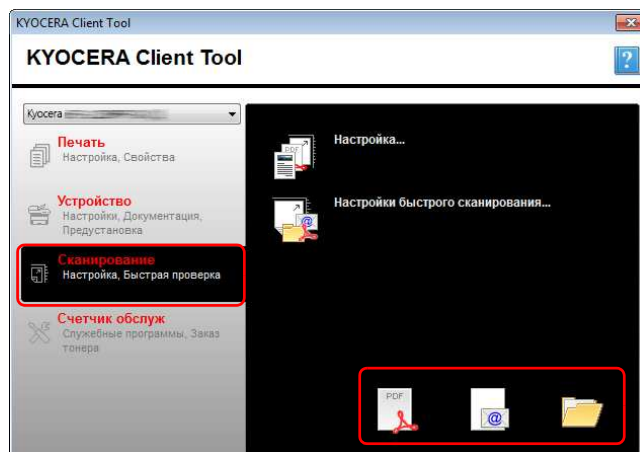 KYOCERA Client Tool
KYOCERA Client Tool
?
Kyocera
Печать
Настройка, Свойства
Устройство
Настройки, Документация,
Предустановка
Сканирование
Настройка, Быстрая проверка
Счетчик обслуж
Служебные программы, Заказ
тонера
PDF
Настройка...
@
Настройки быстрого сканирования...
PDF
@